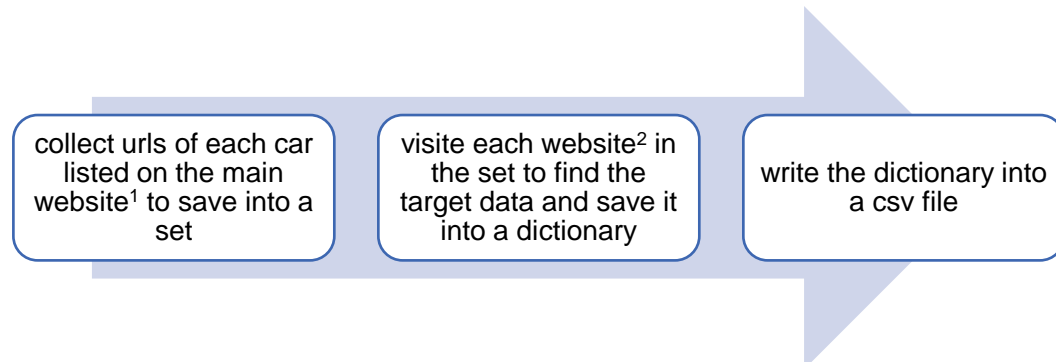 collect urls of each car
listed on the main
website¹ to save into a
set
visite each website² in
the set to find the
target data and save it
into a dictionary
write the dictionary into
a csv file